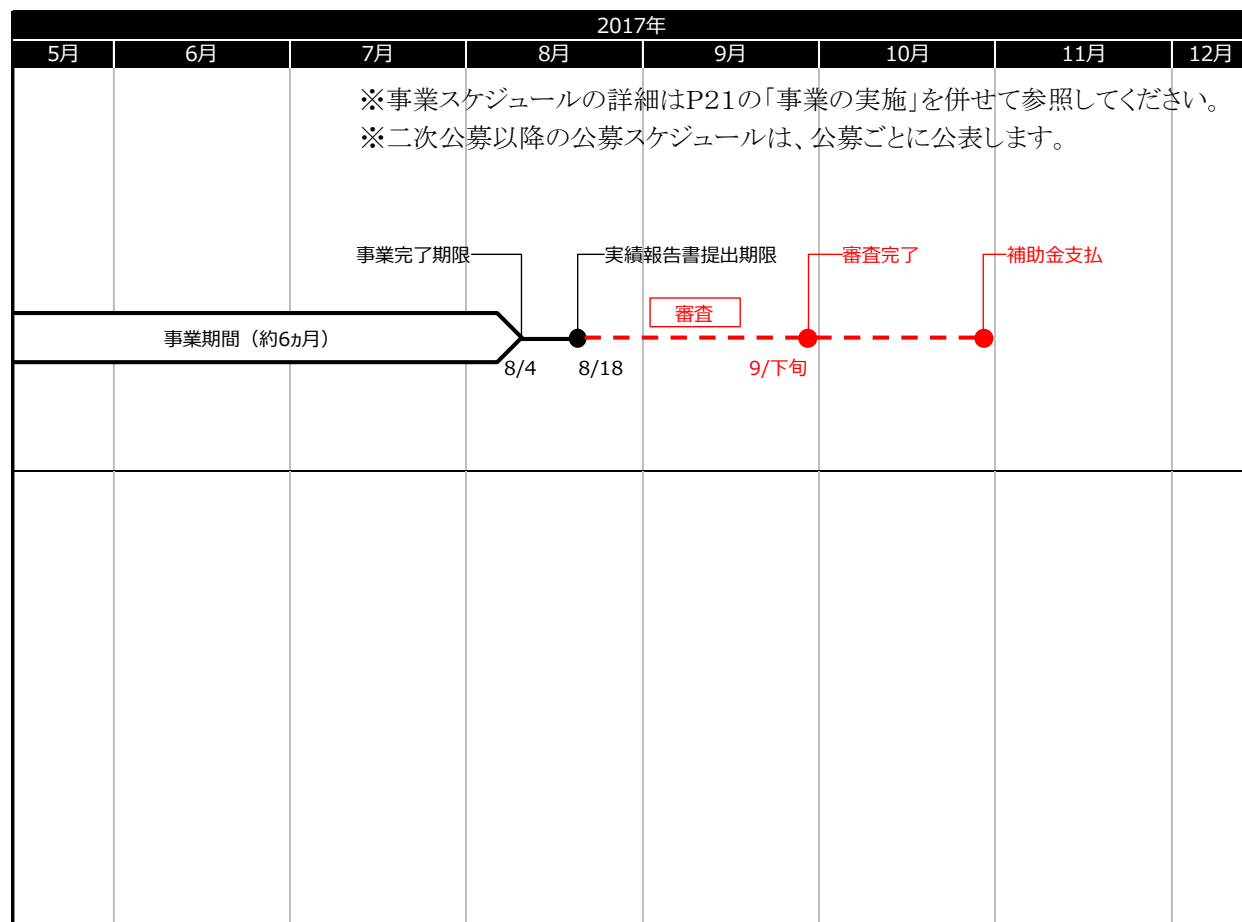 2017年
5月 6月 7月 8月 9月 10月 11月 12月
※事業スケジュールの詳細はP21の「事業の実施」を併せて参照してください。
※二次公募以降の公募スケジュールは、公募ごとに公表します。
事業完了期限 実績報告書提出期限 審査完了 補助金支払
審査
事業期間（約6ヵ月）
8/4 8/18 9/下旬